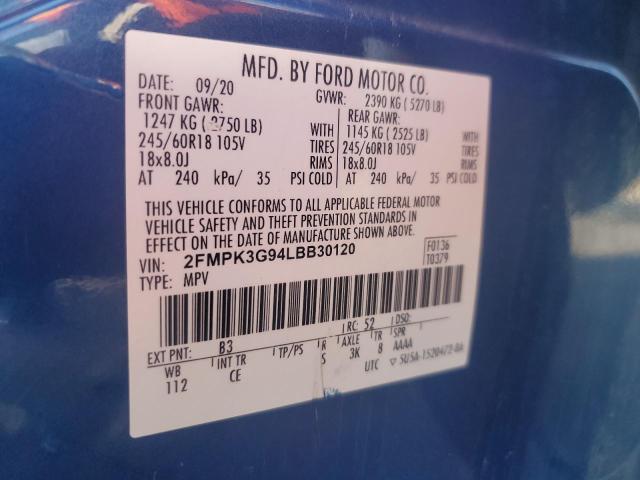 MFD. BY FORD MOTOR CO.
DATE: 09/20 GVWR: 2390 KG ( 5270 LB)
FRONT GAWR: REAR GAWR:
1247 KG ( 2750 LB) WITH 1145 KG ( 2525 LB) WITH
245/60R18 105V TIRES 245/60R18 105V TIRES
18x8.0J RIMS 18x8.0J RIMS
AT 240 kPa/ 35 PSI COLD AT 240 kPa/ 35 PSI COLD
THIS VEHICLE CONFORMS TO ALL APPLICABLE FEDERAL MOTOR
VEHICLE SAFETY AND THEFT PREVENTION STANDARDS IN
EFFECT ON THE DATE OF MANUFACTURE SHOWN ABOVE.
VIN: 2FMPK3G94LBB30120 F0136
TYPE: MPV T0379
EXT PNT: B3 RC: 52 DSO:
WB INT TR TP/PS R AXLE TR SPR
112 CE S 3K 8 AAAA
UTC 5U5A-1520472-BA